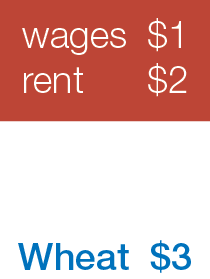 wages $1
rent $2
Wheat $3